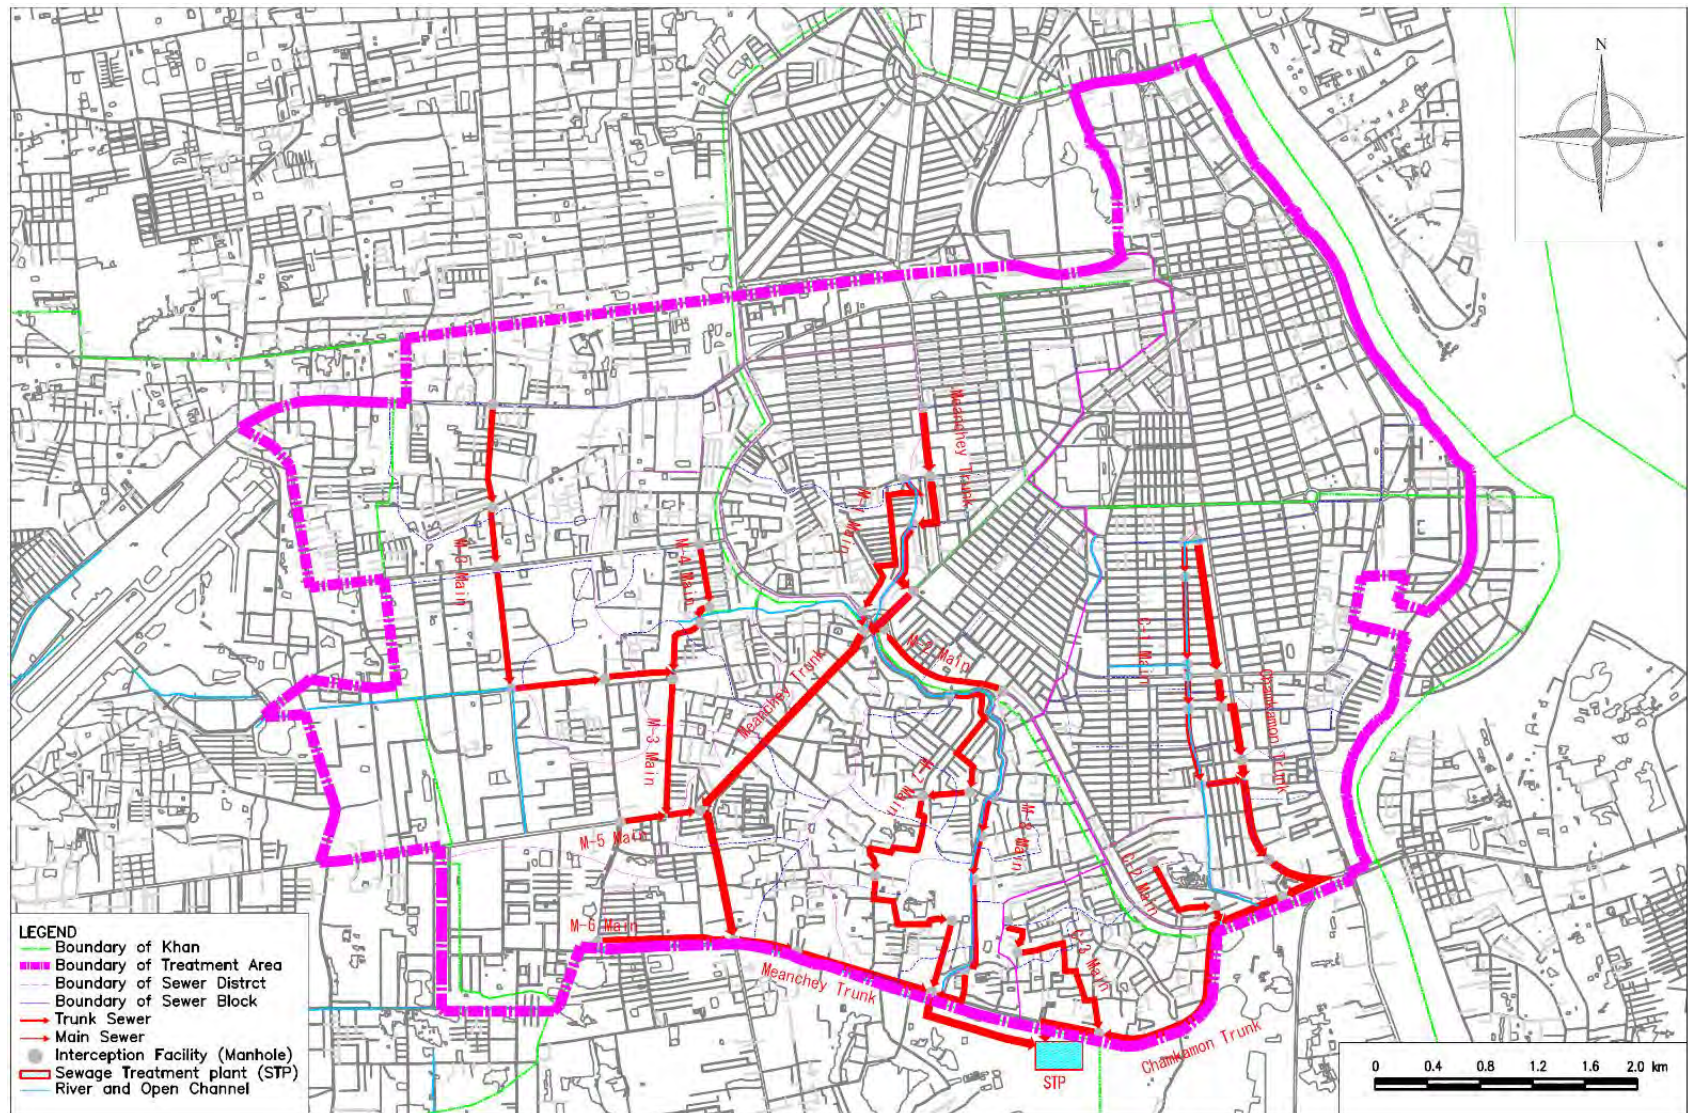 N
Meanchey Trunk
M-1 Main
M-3 Main
M-4 Main
M-2 Main
C-1 Main
Meanchey Trunk
Chamkamon Trunk
M-3 Main
M-7 Main
M-8 Main
M-5 Main
C-2 Main
M-6 Main
C-3 Main
Meanchey Trunk
Chamkamon Trunk
STP
LEGEND
Boundary of Khan
Boundary of Treatment Area
Boundary of Sewer Distrct
Boundary of Sewer Block
Trunk Sewer
Main Sewer
Interception Facility (Manhole)
Sewage Treatment plant (STP)
River and Open Channel
0 0.4 0.8 1.2 1.6 2.0 km